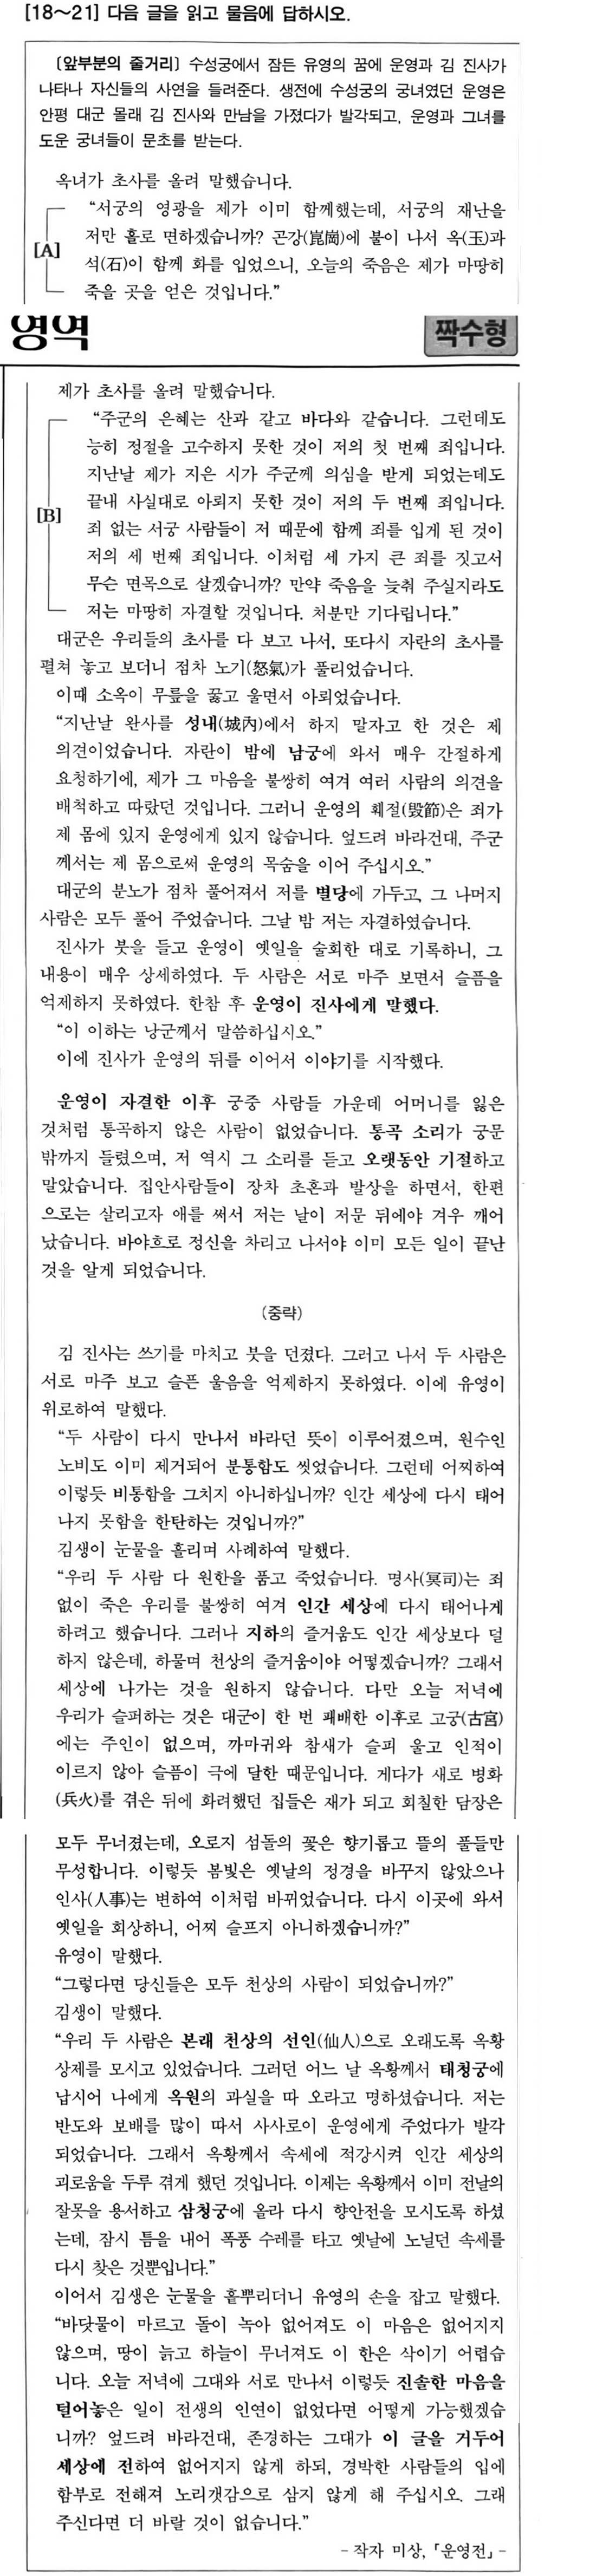 [18~21] 다음 글을 읽고 물음에 답하시오.
[앞부분의 줄거리] 수성궁에서 잠든 유영의 꿈에 운영과 김 진사가
나타나 자신들의 사연을 들려준다. 생전에 수성궁의 궁녀였던 운영은
안평 대군 몰래 김 진사와 만남을 가졌다가 발각되고, 운영과 그녀를
도운 궁녀들이 문초를 받는다.
옥녀가 초사를 올려 말했습니다.
“서궁의 영광을 제가 이미 함께했는데, 서궁의 재난을
저만 홀로 면하겠습니까? 곤강(崑崗)에 불이 나서 옥(玉)과
[A]
석(石)이 함께 화를 입었으니, 오늘의 죽음은 제가 마땅히
죽을 곳을 얻은 것입니다.”
영역
짝수형
제가 초사를 올려 말했습니다.
“주군의 은혜는 산과 같고 바다와 같습니다. 그런데도
능히 정절을 고수하지 못한 것이 저의 첫 번째 죄입니다.
지난날 제가 지은 시가 주군께 의심을 받게 되었는데도
끝내 사실대로 아뢰지 못한 것이 저의 두 번째 죄입니다.
[B]
죄 없는 서궁 사람들이 저 때문에 함께 죄를 입게 된 것이
저의 세 번째 죄입니다. 이처럼 세 가지 큰 죄를 짓고서
무슨 면목으로 살겠습니까? 만약 죽음을 늦춰 주실지라도
저는 마땅히 자결할 것입니다. 처분만 기다립니다.”
대군은 우리들의 초사를 다 보고 나서, 또다시 자란의 초사를
펼쳐 놓고 보더니 점차 노기(怒氣)가 풀리었습니다.
이때 소옥이 무릎을 꿇고 울면서 아뢰었습니다.
“지난날 완사를 성내(城內)에서 하지 말자고 한 것은 제
의견이었습니다. 자란이 밤에 남궁에 와서 매우 간절하게
요청하기에, 제가 그 마음을 불쌍히 여겨 여러 사람의 의견을
배척하고 따랐던 것입니다. 그러니 운영의 훼절(毁節)은 죄가
제 몸에 있지 운영에게 있지 않습니다. 엎드려 바라건대, 주군
께서는 제 몸으로써 운영의 목숨을 이어 주십시오.”
대군의 분노가 점차 풀어져서 저를 별당에 가두고, 그 나머지
사람은 모두 풀어 주었습니다. 그날 밤 저는 자결하였습니다.
진사가 붓을 들고 운영이 옛일을 술회한 대로 기록하니, 그
내용이 매우 상세하였다. 두 사람은 서로 마주 보면서 슬픔을
억제하지 못하였다. 한참 후 운영이 진사에게 말했다.
“이 이하는 낭군께서 말씀하십시오.”
이에 진사가 운영의 뒤를 이어서 이야기를 시작했다.
운영이 자결한 이후 궁중 사람들 가운데 어머니를 잃은
것처럼 통곡하지 않은 사람이 없었습니다. 통곡 소리가 궁문
밖까지 들렸으며, 저 역시 그 소리를 듣고 오랫동안 기절하고
말았습니다. 집안사람들이 장차 초혼과 발상을 하면서, 한편
으로는 살리고자 애를 써서 저는 날이 저문 뒤에야 겨우 깨어
났습니다. 바야흐로 정신을 차리고 나서야 이미 모든 일이 끝난
것을 알게 되었습니다.
(중략)
김 진사는 쓰기를 마치고 붓을 던졌다. 그러고 나서 두 사람은
서로 마주 보고 슬픈 울음을 억제하지 못하였다. 이에 유영이
위로하여 말했다.
“두 사람이 다시 만나서 바라던 뜻이 이루어졌으며, 원수인
노비도 이미 제거되어 분통함도 씻었습니다. 그런데 어찌하여
이렇듯 비통함을 그치지 아니하십니까? 인간 세상에 다시 태어
나지 못함을 한탄하는 것입니까?”
김생이 눈물을 흘리며 사례하여 말했다.
“우리 두 사람 다 원한을 품고 죽었습니다. 명사(冥司)는 죄
없이 죽은 우리를 불쌍히 여겨 인간 세상에 다시 태어나게
하려고 했습니다. 그러나 지하의 즐거움도 인간 세상보다 덜
하지 않은데, 하물며 천상의 즐거움이야 어떻겠습니까? 그래서
세상에 나가는 것을 원하지 않습니다. 다만 오늘 저녁에
우리가 슬퍼하는 것은 대군이 한 번 패배한 이후로 고궁(古宮)
에는 주인이 없으며, 까마귀와 참새가 슬피 울고 인적이
이르지 않아 슬픔이 극에 달한 때문입니다. 게다가 새로 병화
(兵火)를 겪은 뒤에 화려했던 집들은 재가 되고 회칠한 담장은
모두 무너졌는데, 오로지 섬돌의 꽃은 향기롭고 뜰의 풀들만
무성합니다. 이렇듯 봄빛은 옛날의 정경을 바꾸지 않았으나
인사(人事)는 변하여 이처럼 바뀌었습니다. 다시 이곳에 와서
옛일을 회상하니, 어찌 슬프지 아니하겠습니까?”
유영이 말했다.
“그렇다면 당신들은 모두 천상의 사람이 되었습니까?”
김생이 말했다.
“우리 두 사람은 본래 천상의 선인(仙人)으로 오래도록 옥황
상제를 모시고 있었습니다. 그러던 어느 날 옥황께서 태청궁에
납시어 나에게 옥원의 과실을 따 오라고 명하셨습니다. 저는
반도와 보배를 많이 따서 사사로이 운영에게 주었다가 발각
되었습니다. 그래서 옥황께서 속세에 적강시켜 인간 세상의
괴로움을 두루 겪게 했던 것입니다. 이제는 옥황께서 이미 전날의
잘못을 용서하고 삼청궁에 올라 다시 향안전을 모시도록 하셨
는데, 잠시 틈을 내어 폭풍 수레를 타고 옛날에 노닐던 속세를
다시 찾은 것뿐입니다.”
이어서 김생은 눈물을 흩뿌리더니 유영의 손을 잡고 말했다.
“바닷물이 마르고 돌이 녹아 없어져도 이 마음은 없어지지
않으며, 땅이 늙고 하늘이 무너져도 이 한은 삭이기 어렵습
니다. 오늘 저녁에 그대와 서로 만나서 이렇듯 진솔한 마음을
털어놓은 일이 전생의 인연이 없었다면 어떻게 가능했겠습
니까? 엎드려 바라건대, 존경하는 그대가 이 글을 거두어
세상에 전하여 없어지지 않게 하되, 경박한 사람들의 입에
함부로 전해져 노리갯감으로 삼지 않게 해 주십시오. 그래
주신다면 더 바랄 것이 없습니다.”
- 작자 미상, 「운영전」 -